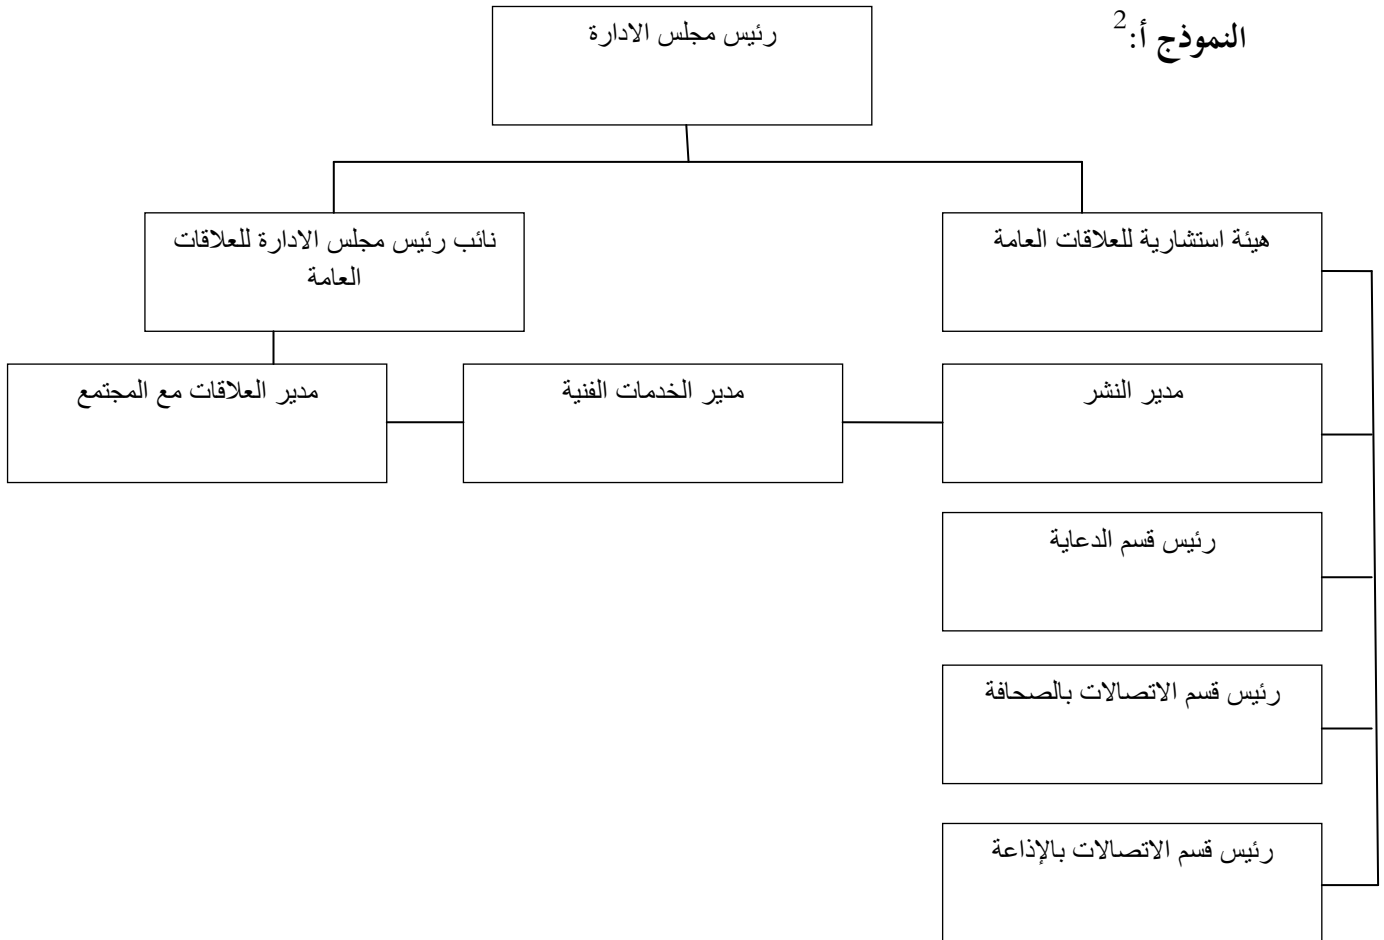 النموذج أ:2
رئيس مجلس الادارة
هيئة استشارية للعلاقات العامة
نائب رئيس مجلس الادارة للعلاقات
العامة
مدير النشر
مدير الخدمات الفنية
مدير العلاقات مع المجتمع
رئيس قسم الدعاية
رئيس قسم الاتصالات بالصحافة
رئيس قسم الاتصالات بالإذاعة